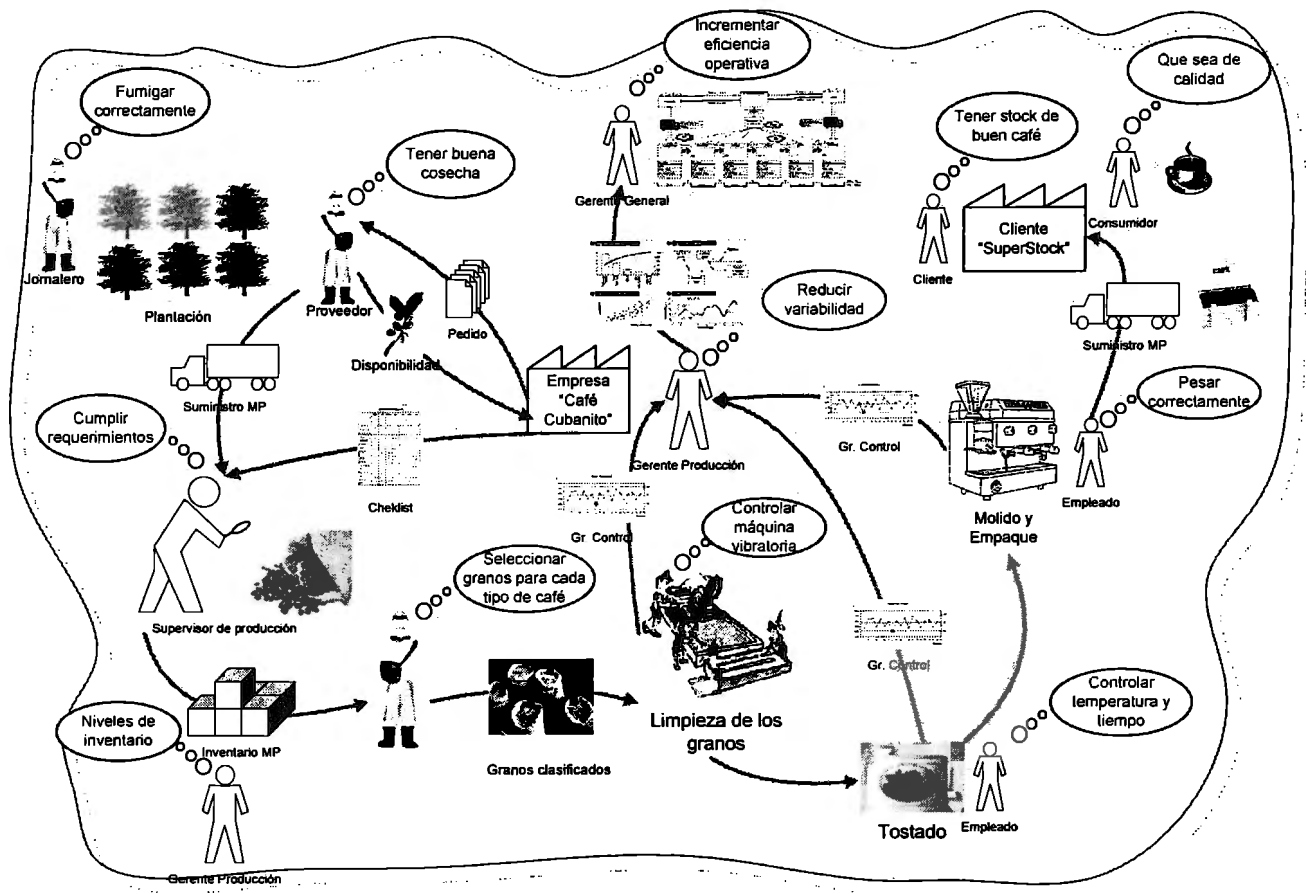 Incrementar
eficiencia
operativa
Que sea de
calidad
Fumigar
correctamente
Tener stock de
buen café
Tener buena
cosecha
Gerente General
Consumidor
Cliente
"SuperStock"
Jornalero
Cliente
Reducir
variabilidad
Plantación
Proveedor
Pedido
Suministro MP
Disponibilidad
Empresa
"Café
Cubanito"
Pesar
correctamente
Suministro MP
Cumplir
requerimientos
Gr. Control
Gerente Producción
Cheklist
Empleado
Controlar
máquina
vibratoria
Molido y
Empaque
Gr. Control
Seleccionar
granos para cada
tipo de café
Supervisor de producción
Gr. Control
Controlar
temperatura y
tiempo
Niveles de
inventario
Limpieza de los
granos
Inventario MP
Granos clasificados
Tostado
Empleado
Gerente Producción